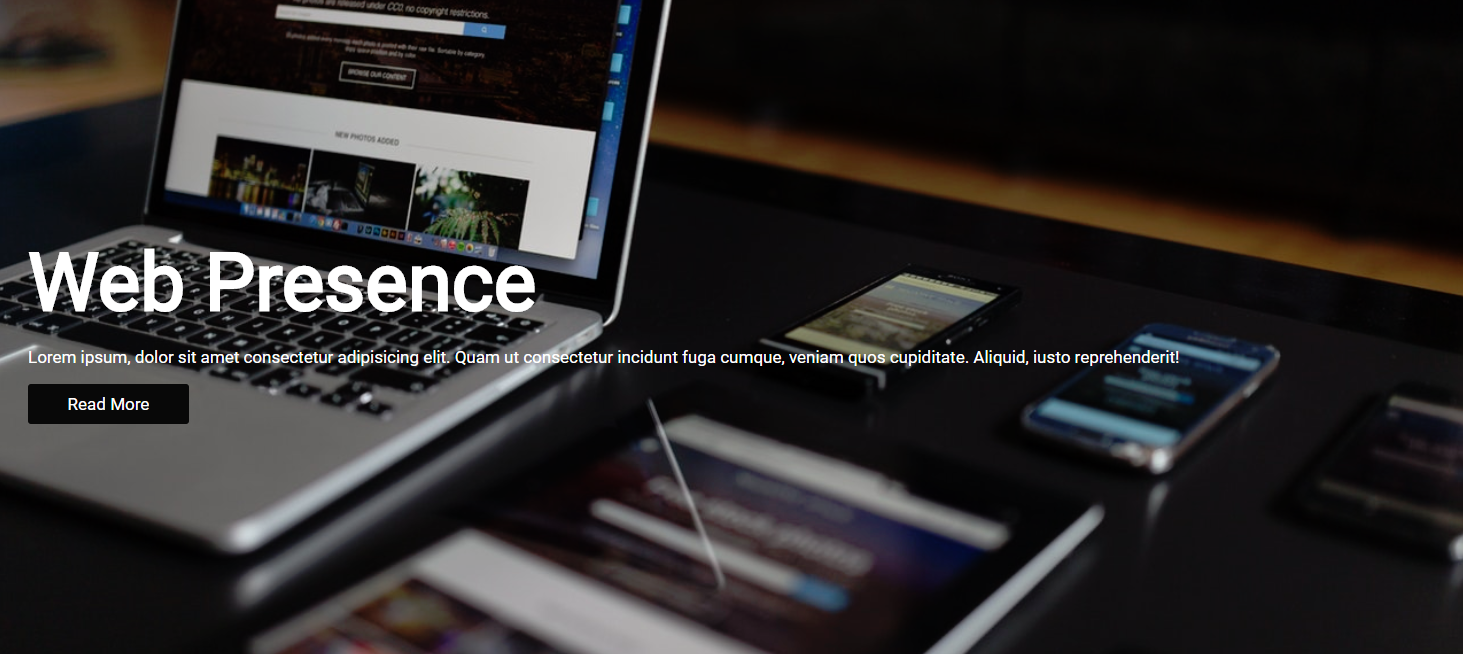 photos are released under CC0. no copyright restrictions.
BROWSE OUR CONTENT
NEW PHOTOS ADDED
Web Presence
Lorem ipsum, dolor sit amet consectetur adipisicing elit. Quam ut consectetur incidunt fuga cumque, veniam quos cupiditate. Aliquid, iusto reprehenderit!
Read More